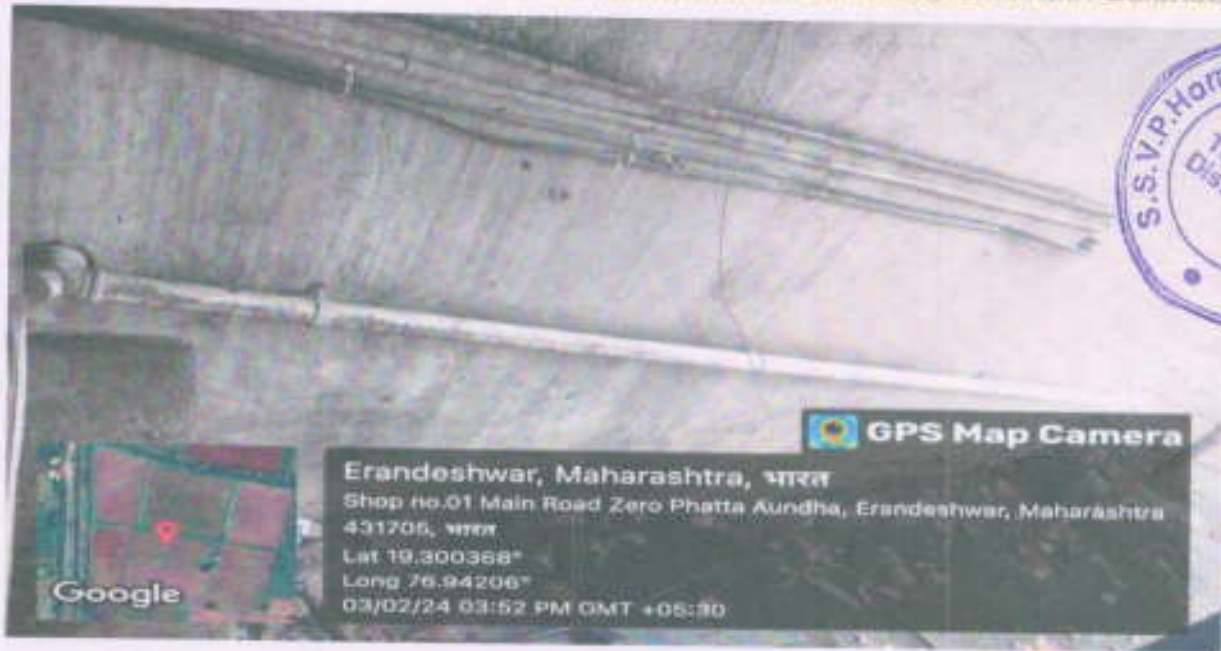 S.S.V.P.
GPS Map Camera
Erandeshwar, Maharashtra, भारत
Shop no.01 Main Road Zero Phatta Aundha, Erandeshwar, Maharashtra
431705, भारत
Lat 19.300368°
Long 76.94206°
03/02/24 03:52 PM GMT +05:30
Google